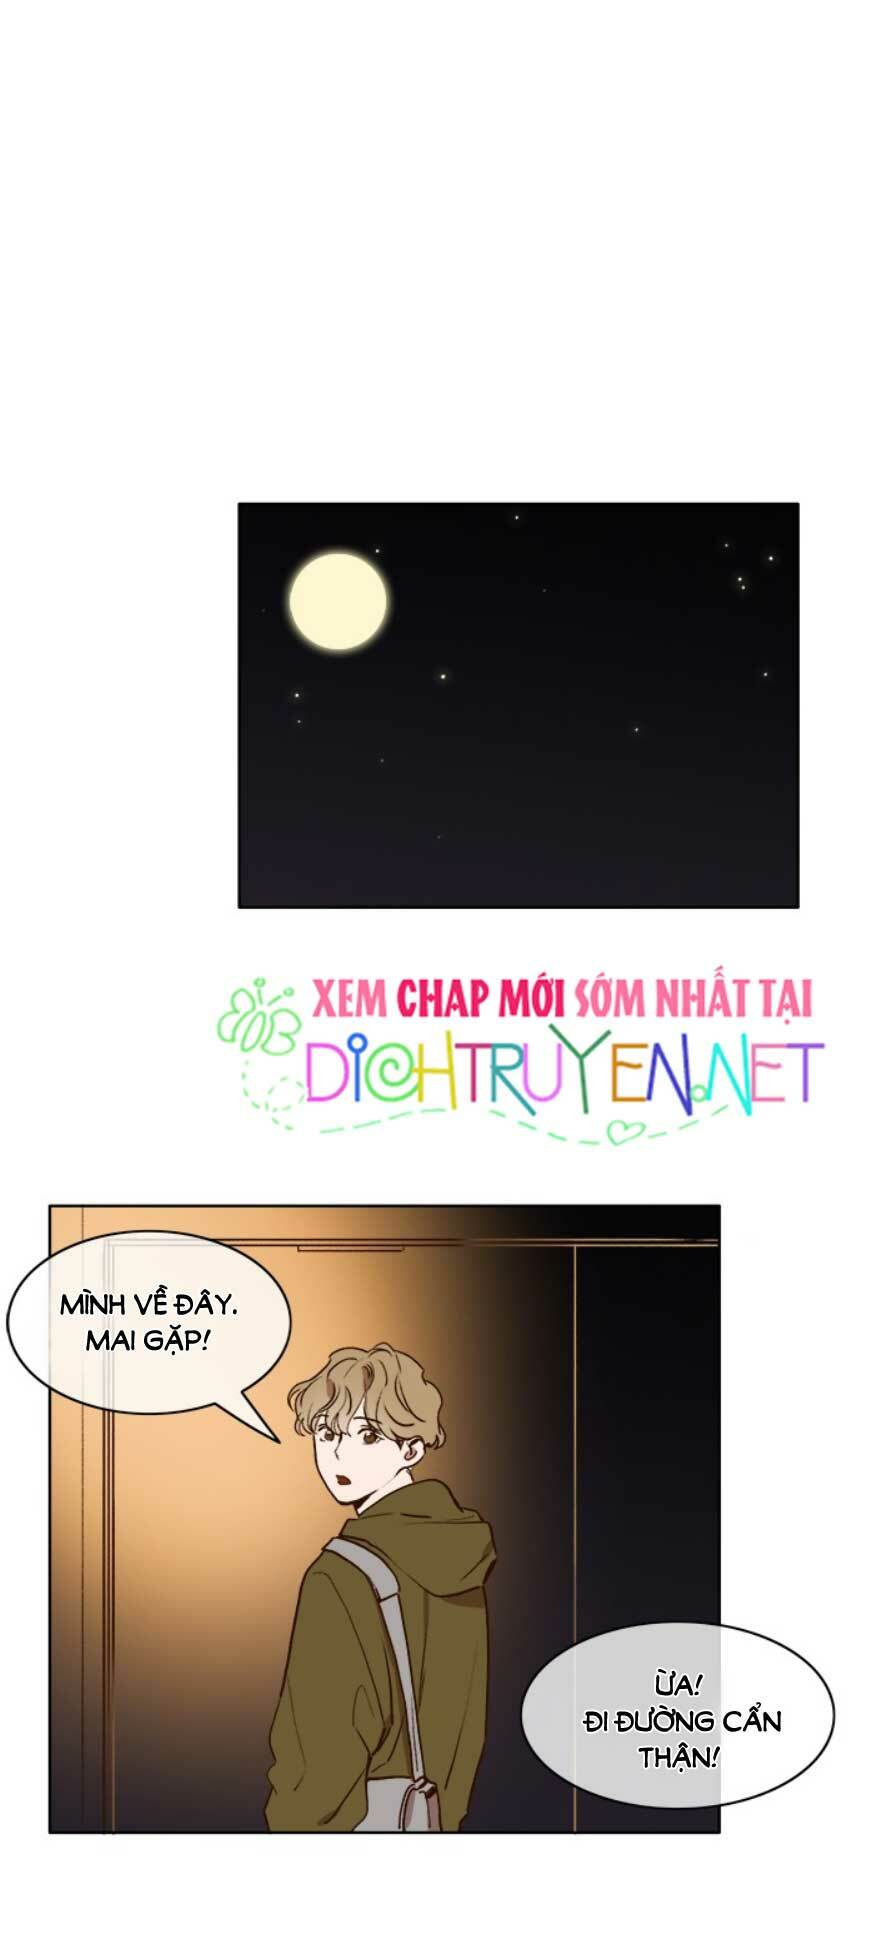 XEM CHAP MỚI SỚM NHẤT TẠI
DICHTRUYEN.NET
MÌNH VỀ ĐÂY.
MAI GẶP!
ỪA!
ĐI ĐƯỜNG CẨN
THẬN!